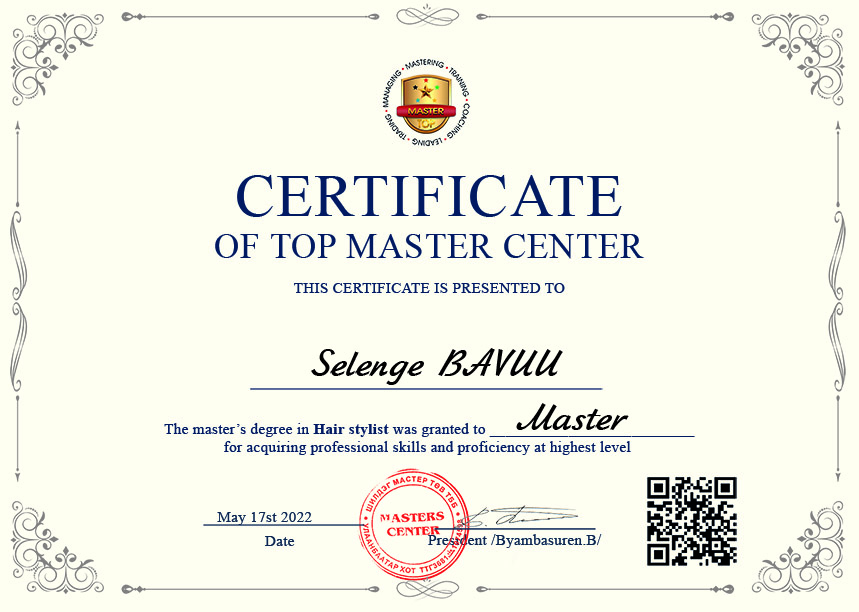 MANAGING • MASTERING • TRAINING • COACHING • LEADING • TRADING •
MASTER
TOP
CERTIFICATE
OF TOP MASTER CENTER
THIS CERTIFICATE IS PRESENTED TO
Selenge BAVUU
The master’s degree in Hair stylist was granted to Master
for acquiring professional skills and proficiency at highest level
May 17st 2022
Date
ШИЛДЭГ МАСТЕР ТӨВ ТББ
MASTERS
CENTER
УЛААНБААТАР ХОТ
President /Byambasuren.B/